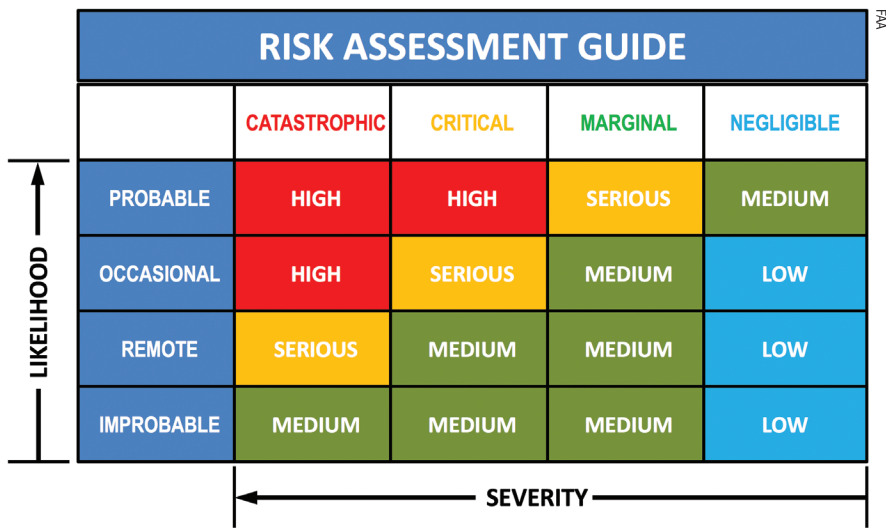 RISK ASSESSMENT GUIDE
FAA
CATASTROPHIC CRITICAL MARGINAL NEGLIGIBLE
PROBABLE HIGH HIGH SERIOUS MEDIUM
OCCASIONAL HIGH SERIOUS MEDIUM LOW
REMOTE SERIOUS MEDIUM MEDIUM LOW
IMPROBABLE MEDIUM MEDIUM MEDIUM LOW
LIKELIHOOD
SEVERITY